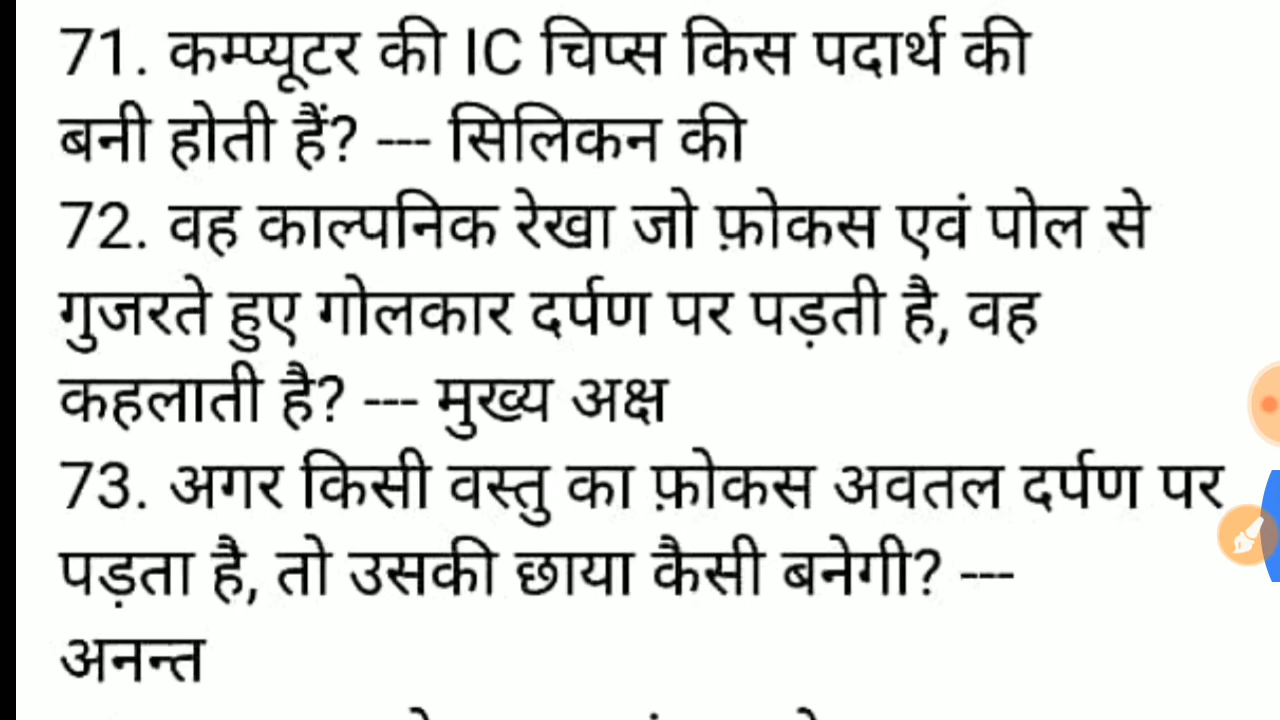 71. कम्प्यूटर की IC चिप्स किस पदार्थ की
बनी होती हैं? --- सिलिकन की
72. वह काल्पनिक रेखा जो फ़ोकस एवं पोल से
गुजरते हुए गोलकार दर्पण पर पड़ती है, वह
कहलाती है? --- मुख्य अक्ष
73. अगर किसी वस्तु का फ़ोकस अवतल दर्पण पर
पड़ता है, तो उसकी छाया कैसी बनेगी? ---
अनन्त